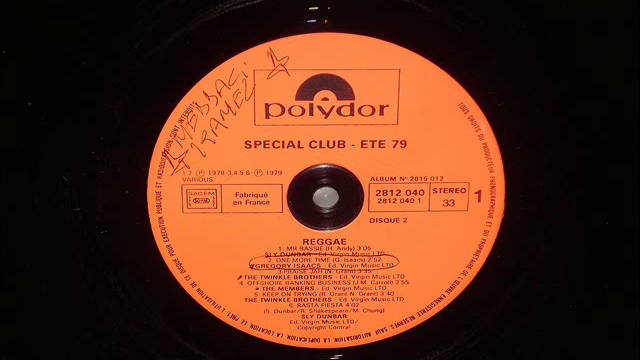 YESSACI
RAMEZ
polydor
SPECIAL CLUB - ETE 79
1.2 Ⓟ 1978-3.4.5.6. Ⓟ 1979
VARIOUS
ALBUM N° 2815 012
SACEM
Fabriqué
en France
2812 040
2812 040 1
STEREO
33
1
DISQUE 2
REGGAE
1. MR BASSIE (H. Andy) 3'05
SLY DUNBAR - Ed. Virgin Music LTD
2. ONE MORE TIME (G. Isaacs) 2'52
GREGORY ISAACS - Ed. Virgin Music LTD
3. PRAISE JAH (N. Grant) 3'35
THE TWINKLE BROTHERS - Ed. Virgin Music LTD
4. OFFSHORE BANKING BUSINESS (J.M. Carroll) 2'55
THE MEMBERS - Ed. Virgin Music LTD
5. KEEP ON TRYING (R. Grant N. Grant) 3'40
THE TWINKLE BROTHERS - Ed. Virgin Music LTD
6. RASTA FIESTA 4'02
(S. Dunbar / R. Shakespeare / M. Chung)
SLY DUNBAR
Ed. Virgin Music LTD /
Copyright Control
TOUS DROITS DU PRODUCTEUR PHONOGRAPHIQUE ET DU PROPRIETAIRE DE L'ŒUVRE ENREGISTREE RESERVES. SAUF AUTORISATION, LA DUPLICATION, LA LOCATION, LE PRET, L'UTILISATION DE CE DISQUE POUR EXECUTION PUBLIQUE ET RADIODIFFUSION SONT INTERDITS